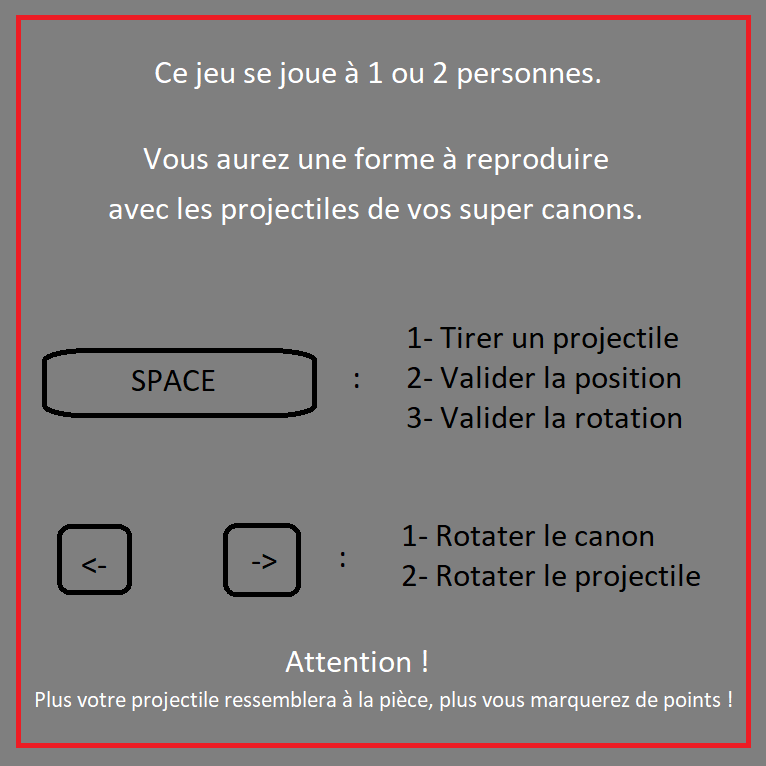 Ce jeu se joue à 1 ou 2 personnes.
Vous aurez une forme à reproduire
avec les projectiles de vos super canons.
SPACE :
1- Tirer un projectile
2- Valider la position
3- Valider la rotation
<- -> :
1- Rotater le canon
2- Rotater le projectile
Attention !
Plus votre projectile ressemblera à la pièce, plus vous marquerez de points !